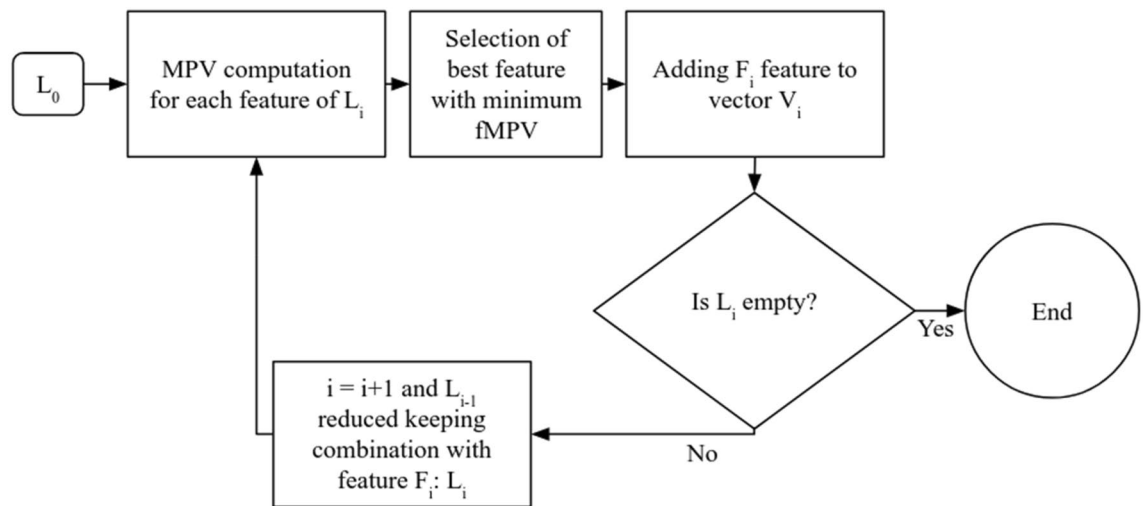 L₀
MPV computation
for each feature of Lᵢ
Selection of
best feature
with minimum
fMPV
Adding Fᵢ feature to
vector Vᵢ
Is Lᵢ empty?
Yes
End
No
i = i+1 and Lᵢ₋₁
reduced keeping
combination with
feature Fᵢ: Lᵢ